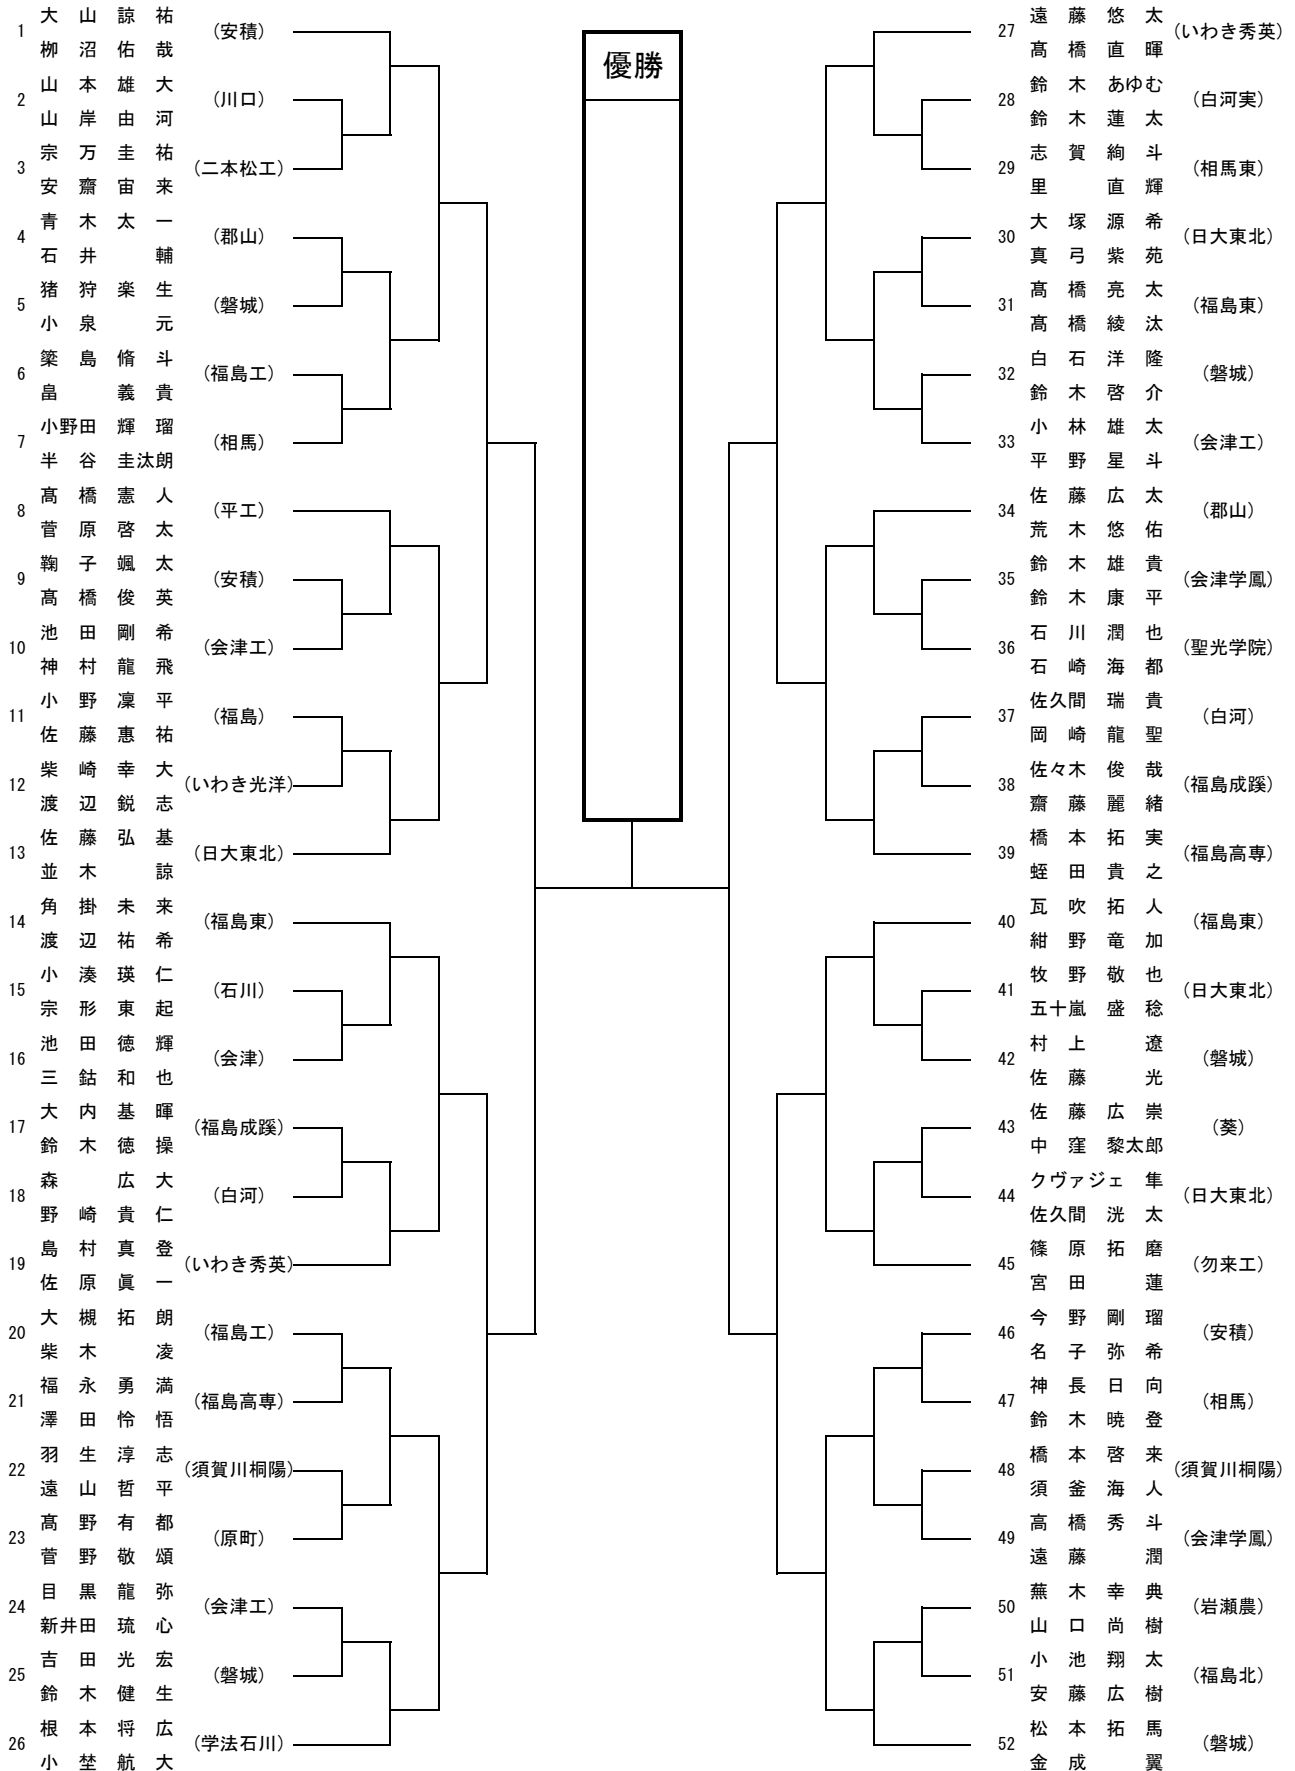 優勝
大山諒祐
1 (安積)
栁沼佑哉
山本雄大
2 (川口)
山岸由河
宗万圭祐
3 (二本松工)
安齋宙来
青木太一
4 (郡山)
石井輔
猪狩楽生
5 (磐城)
小泉元
築島脩斗
6 (福島工)
畠義貴
小野田輝瑠
7 (相馬)
半谷圭汰朗
髙橋憲人
8 (平工)
菅原啓太
鞠子颯太
9 (安積)
髙橋俊英
池田剛希
10 (会津工)
神村龍飛
小野凜平
11 (福島)
佐藤惠祐
柴崎幸大
12 (いわき光洋)
渡辺鋭志
佐藤弘基
13 (日大東北)
並木諒
角掛未来
14 (福島東)
渡辺祐希
小湊瑛仁
15 (石川)
宗形東起
池田徳輝
16 (会津)
三鈷和也
大内基暉
17 (福島成蹊)
鈴木徳操
森広大
18 (白河)
野崎貴仁
島村真登
19 (いわき秀英)
佐原眞一
大槻拓朗
20 (福島工)
柴木凌
福永勇満
21 (福島高専)
澤田怜悟
羽生淳志
22 (須賀川桐陽)
遠山哲平
髙野有都
23 (原町)
菅野敬頌
目黒龍弥
24 (会津工)
新井田琉心
吉田光宏
25 (磐城)
鈴木健生
根本将広
26 (学法石川)
小埜航大
遠藤悠太
27 (いわき秀英)
髙橋直暉
鈴木あゆむ
28 (白河実)
鈴木蓮太
志賀絢斗
29 (相馬東)
里直輝
大塚源希
30 (日大東北)
真弓紫苑
髙橋亮太
31 (福島東)
髙橋綾汰
白石洋隆
32 (磐城)
鈴木啓介
小林雄太
33 (会津工)
平野星斗
佐藤広太
34 (郡山)
荒木悠佑
鈴木雄貴
35 (会津学鳳)
鈴木康平
石川潤也
36 (聖光学院)
石崎海都
佐久間瑞貴
37 (白河)
岡崎龍聖
佐々木俊哉
38 (福島成蹊)
齋藤麗緒
橋本拓実
39 (福島高専)
蛭田貴之
瓦吹拓人
40 (福島東)
紺野竜加
牧野敬也
41 (日大東北)
五十嵐盛稔
村上遼
42 (磐城)
佐藤光
佐藤広崇
43 (葵)
中窪黎太郎
クヴァジェ隼
44 (日大東北)
佐久間洸太
篠原拓磨
45 (勿来工)
宮田蓮
今野剛瑠
46 (安積)
名子弥希
神長日向
47 (相馬)
鈴木暁登
橋本啓来
48 (須賀川桐陽)
須釜海人
高橋秀斗
49 (会津学鳳)
遠藤潤
蕪木幸典
50 (岩瀬農)
山口尚樹
小池翔太
51 (福島北)
安藤広樹
松本拓馬
52 (磐城)
金成翼